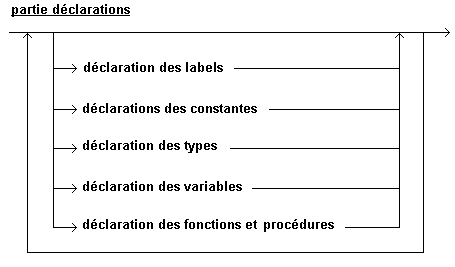 partie déclarations
déclaration des labels
déclarations des constantes
déclaration des types
déclaration des variables
déclaration des fonctions et procédures